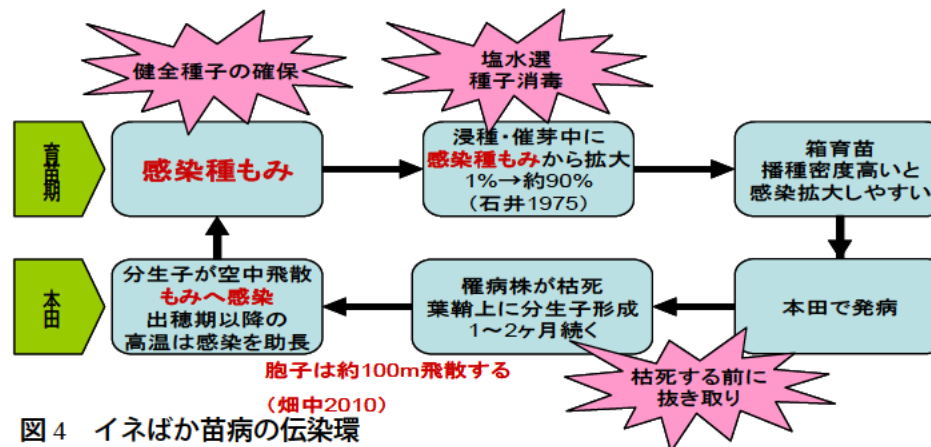 健全種子の確保
塩水選
種子消毒
育苗期
感染種もみ
浸種・催芽中に
感染種もみから拡大
1%→約90%
（石井1975）
箱育苗
播種密度高いと
感染拡大しやすい
本田
分生子が空中飛散
もみへ感染
出穂期以降の
高温は感染を助長
罹病株が枯死
葉鞘上に分生子形成
1～2ヶ月続く
本田で発病
胞子は約100m飛散する
（畑中2010）
枯死する前に
抜き取り
図4　イネばか苗病の伝染環